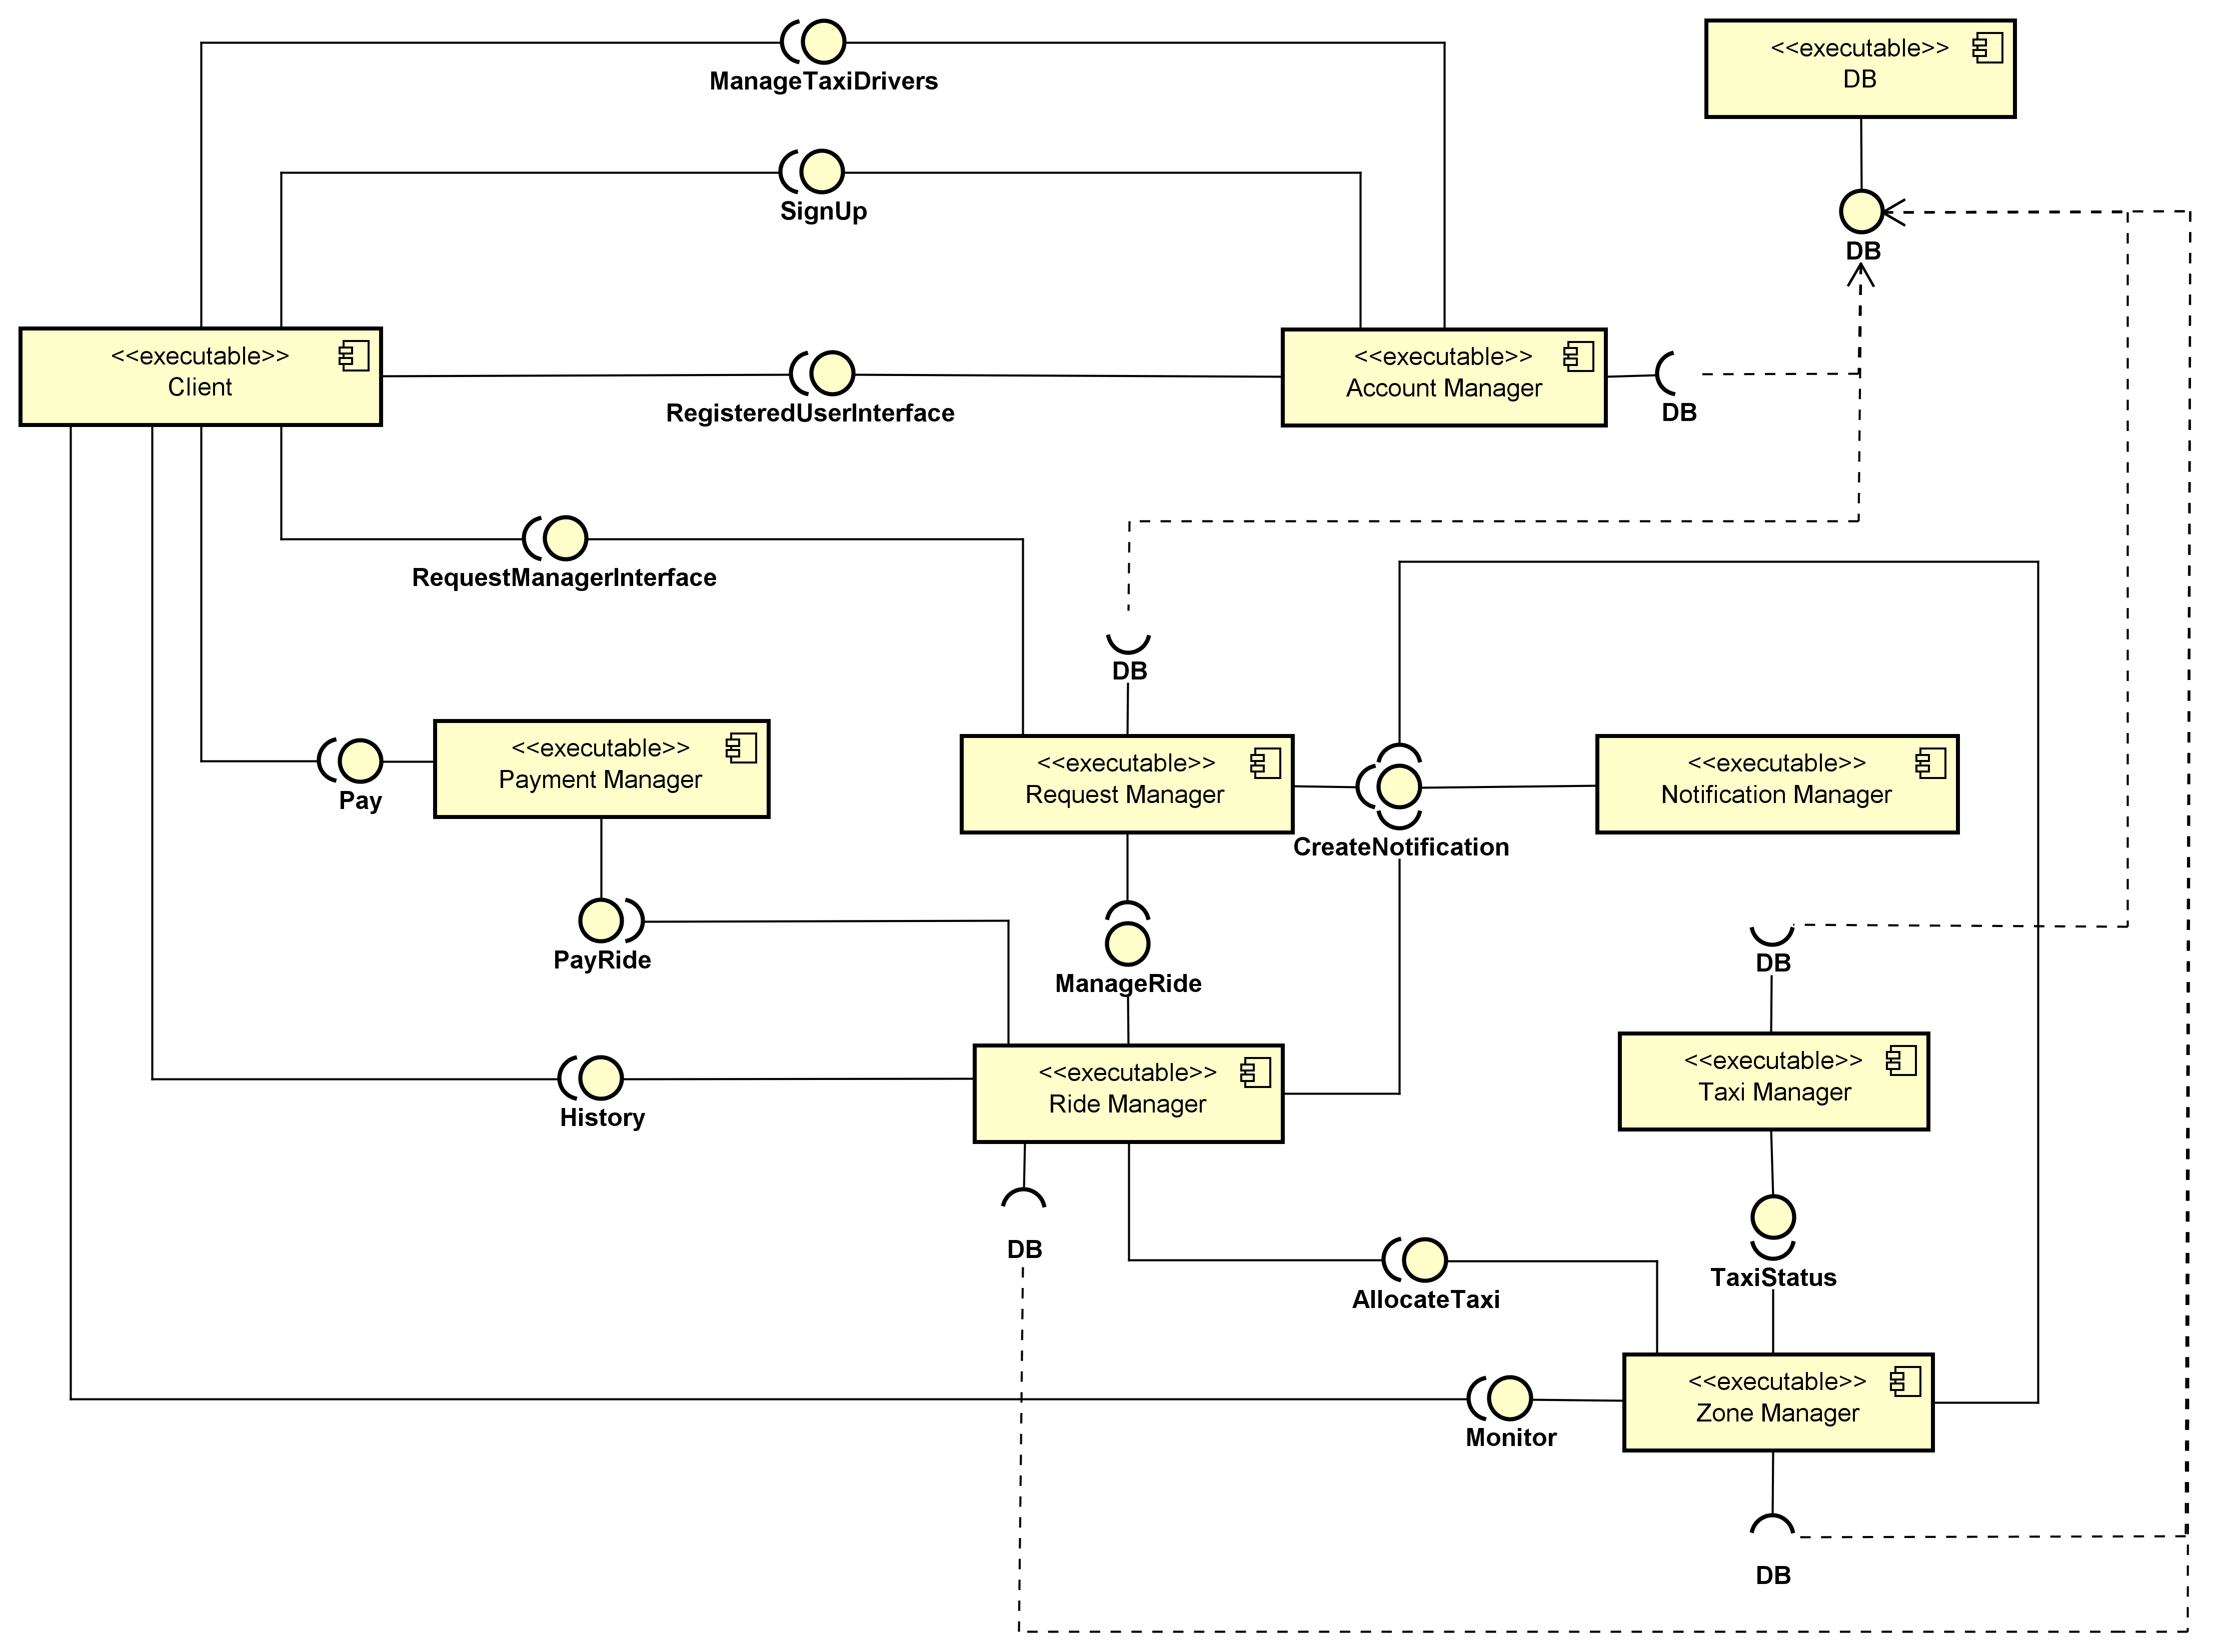 ManageTaxiDrivers
<<executable>>
DB
SignUp
DB
<<executable>>
Client
RegisteredUserInterface
<<executable>>
Account Manager
DB
RequestManagerInterface
DB
<<executable>>
Payment Manager
Pay
<<executable>>
Request Manager
CreateNotification
<<executable>>
Notification Manager
PayRide
ManageRide
DB
<<executable>>
Ride Manager
History
<<executable>>
Taxi Manager
DB
AllocateTaxi
TaxiStatus
Monitor
<<executable>>
Zone Manager
DB